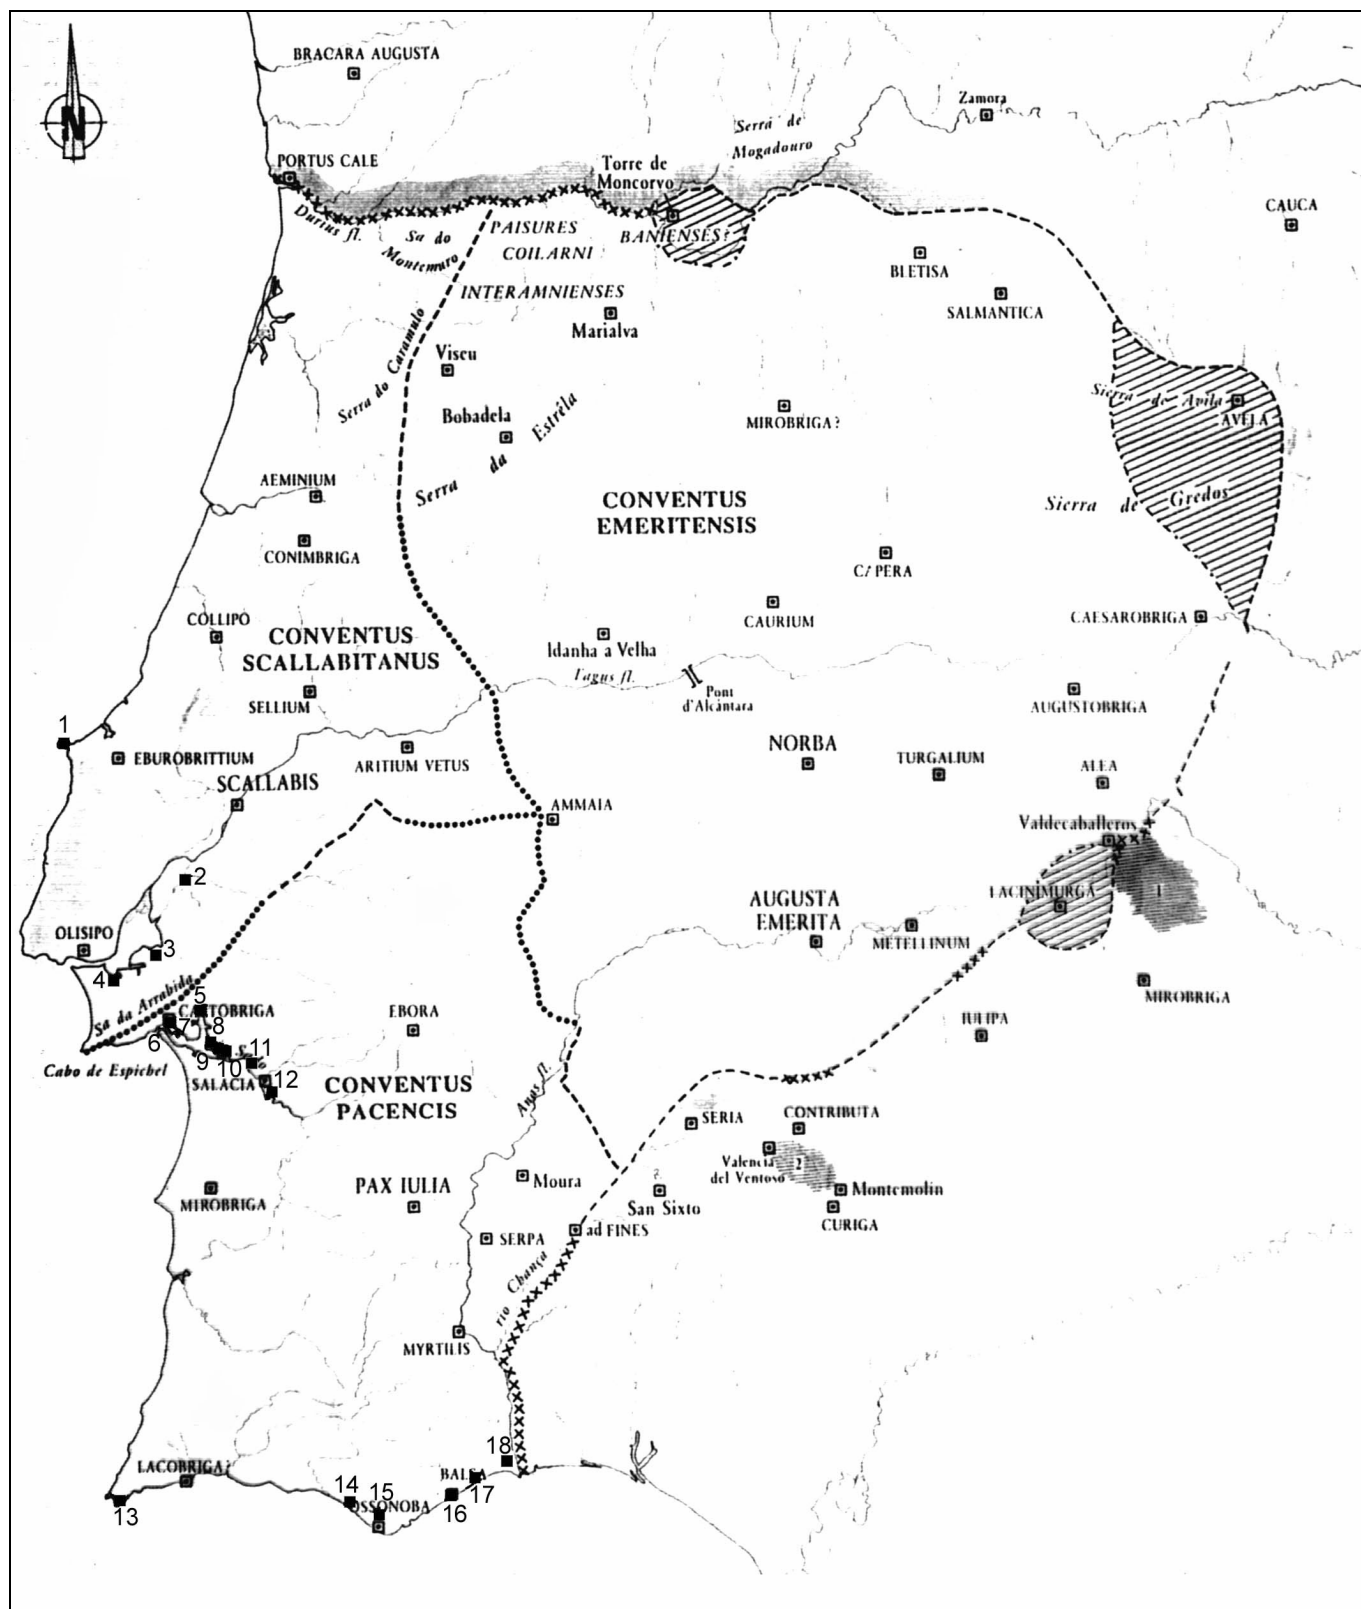 BRACARA AUGUSTA
N
Zamora
Serra de
Mogadouro
PORTUS CALE
Torre de
Moncorvo
CAUCA
Durius fl.
Sa do
Montemuro
PAISURES
COILARNI
BANIENSES?
BLETISA
INTERAMNIENSES
SALMANTICA
Marialva
Serra do Caramulo
Viseu
Sierra de Avila
AVELA
Bobadela
Serra da Estrêla
MIROBRIGA?
AEMINIUM
CONVENTUS
EMERITENSIS
Sierra de Gredos
CONIMBRIGA
CAPERA
COLLIPO
CAURIUM
CAESAROBRIGA
CONVENTUS
SCALLABITANUS
Idanha a Velha
Tagus fl.
SELLIUM
Pont
d'Alcántara
AUGUSTOBRIGA
1
EBUROBRITTIUM
ARITIUM VETUS
NORBA
TURGALIUM
ALEA
SCALLABIS
AMMAIA
Valdecaballeros
2
LACINIMURGA
1
AUGUSTA
EMERITA
OLISIPO
METELLINUM
3
4
Sa da Arrabida
MIROBRIGA
5
CAETOBRIGA
EBORA
IULIPA
6
7
8
9
10
11
Cabo de Espichel
SALACIA
12
CONVENTUS
PACENCIS
Anas fl.
SERIA
CONTRIBUTA
Valencia
del Ventoso
2
Moura
MIROBRIGA
PAX IULIA
San Sixto
Montemolin
CURIGA
SERPA
ad FINES
rio Chança
MYRTILIS
18
LACOBRIGA?
BALSA
17
14
15
OSSONOBA
16
13